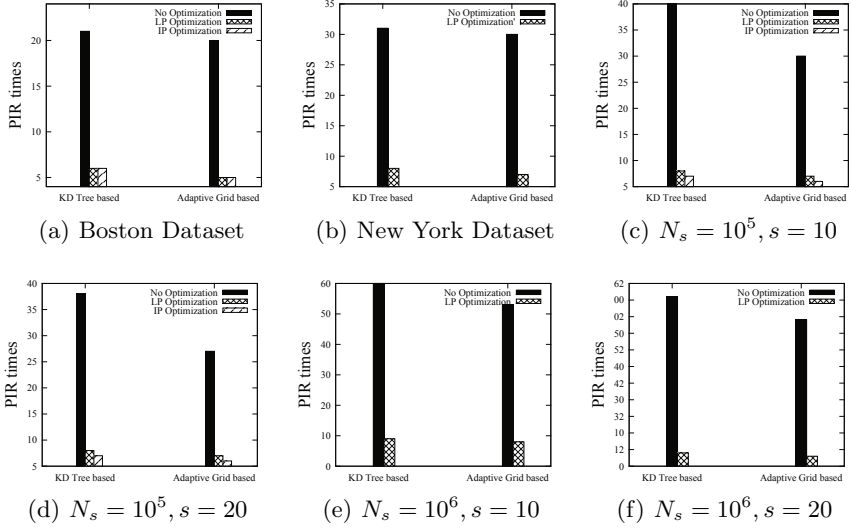 PIR times
20
15
10
5
No Optimization
LP Optimization
IP Optimization
KD Tree based
Adaptive Grid based
(a) Boston Dataset
PIR times
35
30
25
20
15
10
5
No Optimization
LP Optimization'
KD Tree based
Adaptive Grid based
(b) New York Dataset
PIR times
40
35
30
25
20
15
10
5
No Optimization
LP Optimization
IP Optimization
KD Tree based
Adaptive Grid based
(c) N_s = 10^5, s = 10
PIR times
40
35
30
25
20
15
10
5
No Optimization
LP Optimization
IP Optimization
KD Tree based
Adaptive Grid based
(d) N_s = 10^5, s = 20
PIR times
60
50
40
30
20
10
0
No Optimization
LP Optimization
KD Tree based
Adaptive Grid based
(e) N_s = 10^6, s = 10
PIR times
62
00
02
52
40
42
30
32
0
No Optimization
LP Optimization
KD Tree based
Adaptive Grid based
(f) N_s = 10^6, s = 20